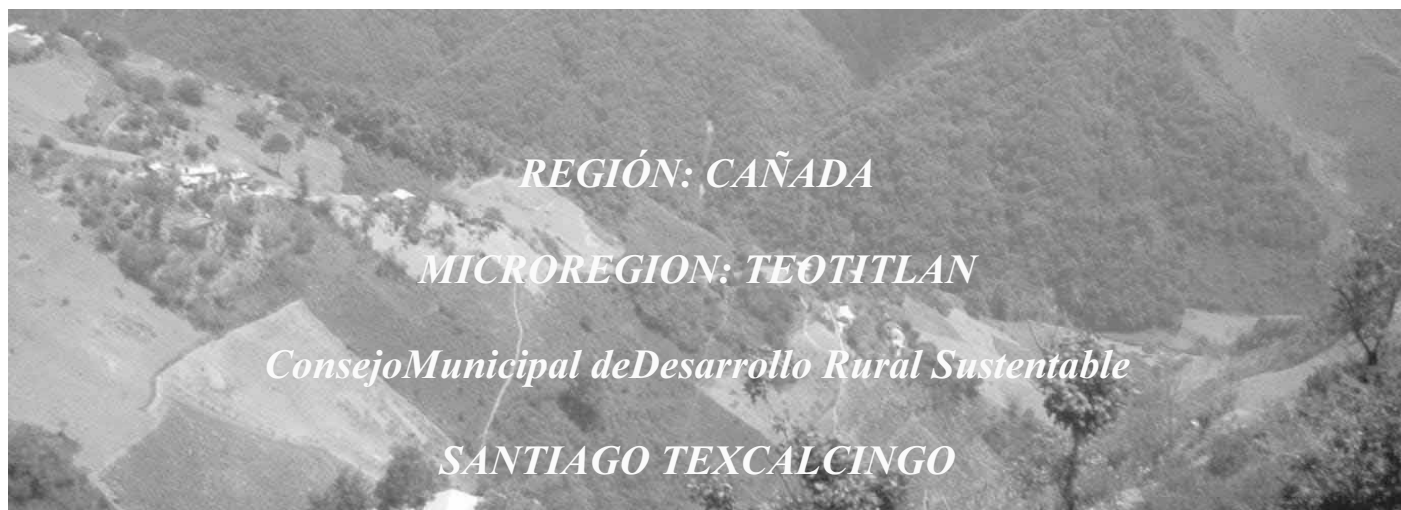 REGIÓN: CAÑADA
MICROREGION: TEOTITLAN
ConsejoMunicipal deDesarrollo Rural Sustentable
SANTIAGO TEXCALCINGO